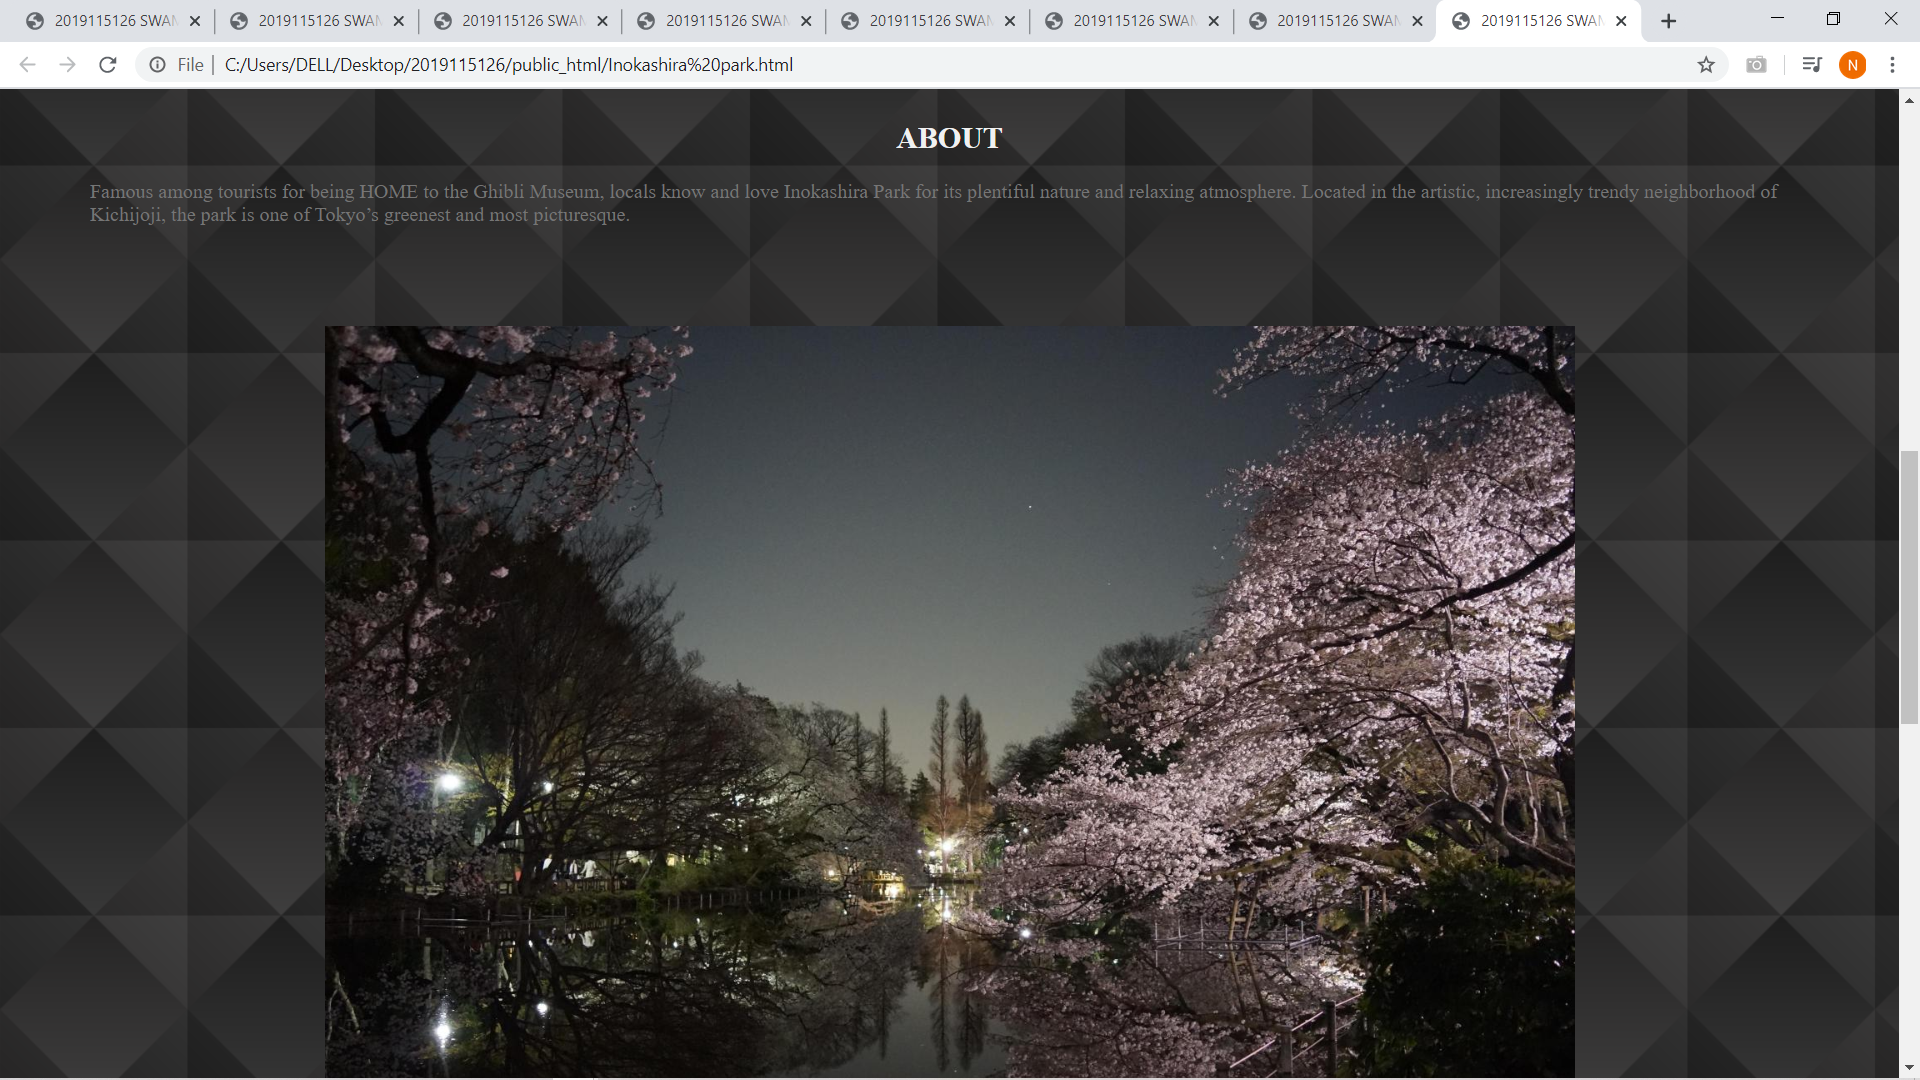 2019115126 SWAN
2019115126 SWAN
2019115126 SWAN
2019115126 SWAN
2019115126 SWAN
2019115126 SWAN
2019115126 SWAN
2019115126 SWAN
File
C:/Users/DELL/Desktop/2019115126/public_html/Inokashira%20park.html
N
ABOUT
Famous among tourists for being HOME to the Ghibli Museum, locals know and love Inokashira Park for its plentiful nature and relaxing atmosphere. Located in the artistic, increasingly trendy neighborhood of
Kichijoji, the park is one of Tokyo’s greenest and most picturesque.